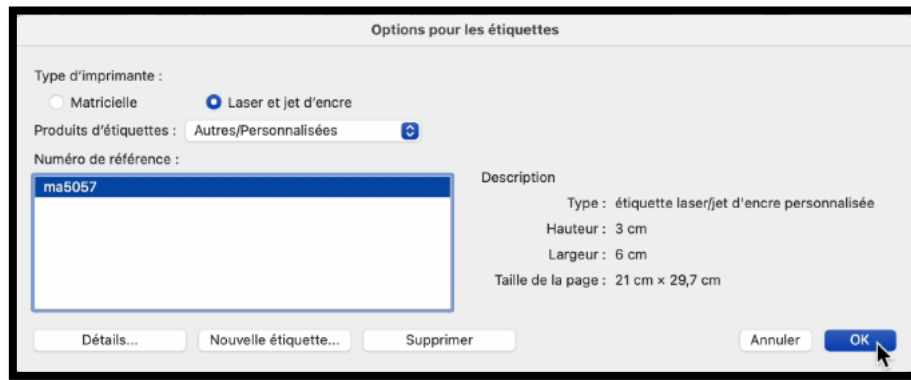 Options pour les étiquettes
Type d'imprimante :
Matricielle Laser et jet d'encre
Produits d'étiquettes : Autres/Personnalisées
Numéro de référence :
ma5057
Description
Type : étiquette laser/jet d'encre personnalisée
Hauteur : 3 cm
Largeur : 6 cm
Taille de la page : 21 cm × 29,7 cm
Détails... Nouvelle étiquette... Supprimer Annuler OK